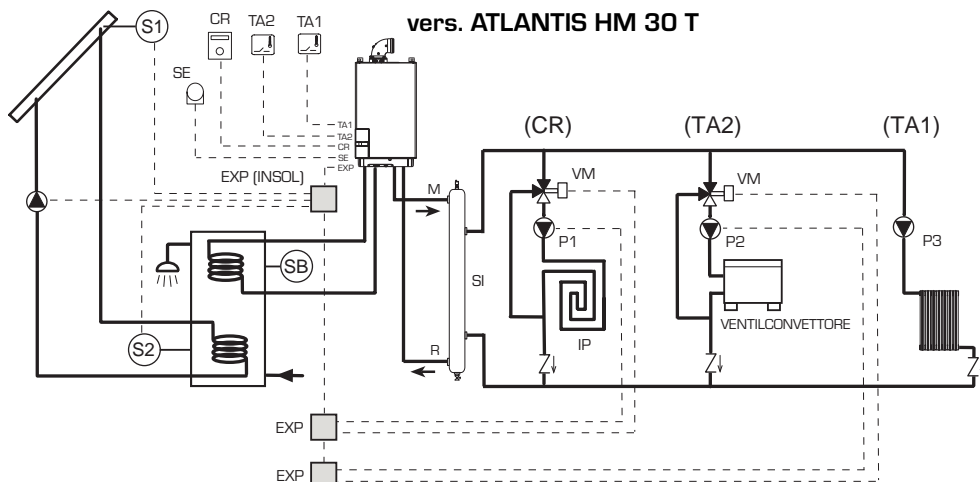 vers. ATLANTIS HM 30 T
S1
CR
TA2
TA1
SE
TA1
TA2
CR
SE
EXP
(CR)
(TA2)
(TA1)
EXP (INSOL)
M
VM
VM
P1
P2
P3
SB
SI
S2
VENTILCONVETTORE
IP
R
EXP
EXP